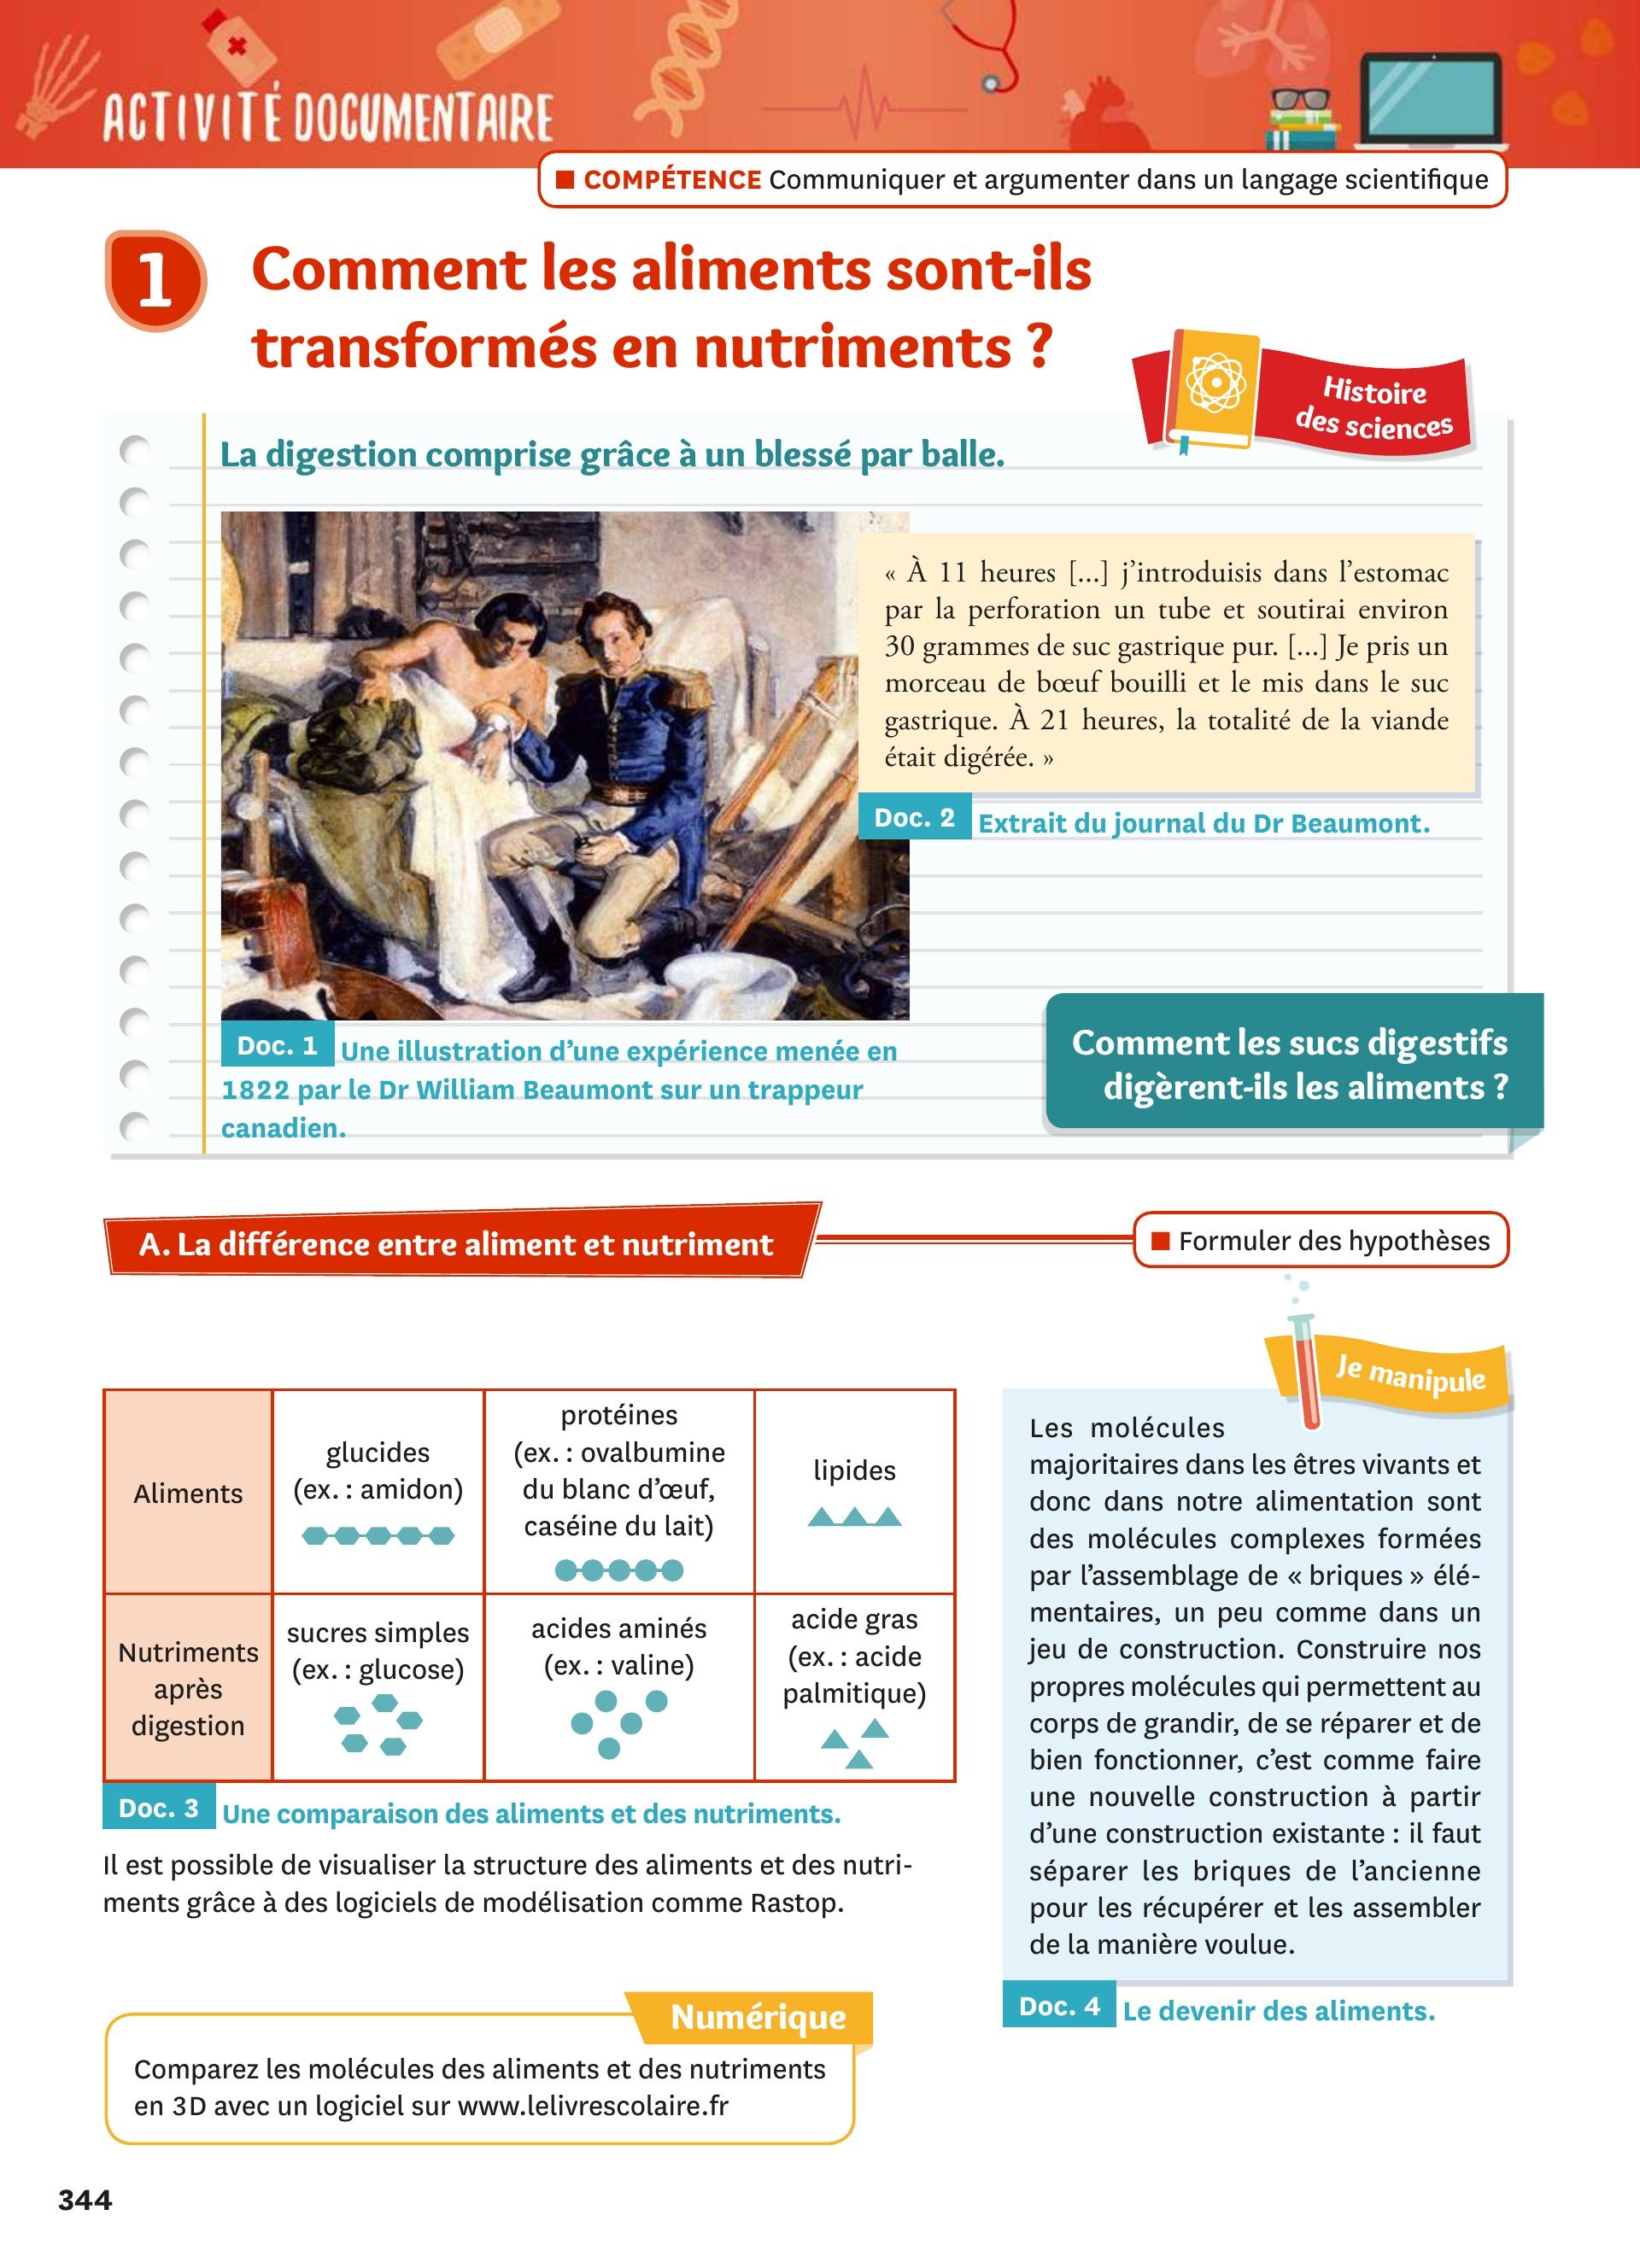 ACTIVITÉ DOCUMENTAIRE
COMPÉTENCE Communiquer et argumenter dans un langage scientifique
1
Comment les aliments sont-ils
transformés en nutriments ?
Histoire
des sciences
La digestion comprise grâce à un blessé par balle.
« À 11 heures [...] j’introduisis dans l’estomac
par la perforation un tube et soutirai environ
30 grammes de suc gastrique pur. [...] Je pris un
morceau de bœuf bouilli et le mis dans le suc
gastrique. À 21 heures, la totalité de la viande
était digérée. »
Doc. 2 Extrait du journal du Dr Beaumont.
Doc. 1 Une illustration d’une expérience menée en
1822 par le Dr William Beaumont sur un trappeur
canadien.
Comment les sucs digestifs
digèrent-ils les aliments ?
A. La différence entre aliment et nutriment
Formuler des hypothèses
Aliments
glucides
(ex. : amidon)
protéines
(ex. : ovalbumine
du blanc d’œuf,
caséine du lait)
lipides
Nutriments
après
digestion
sucres simples
(ex. : glucose)
acides aminés
(ex. : valine)
acide gras
(ex. : acide
palmitique)
Doc. 3 Une comparaison des aliments et des nutriments.
Il est possible de visualiser la structure des aliments et des nutri-
ments grâce à des logiciels de modélisation comme Rastop.
Numérique
Comparez les molécules des aliments et des nutriments
en 3D avec un logiciel sur www.lelivrescolaire.fr
Je manipule
Les molécules
majoritaires dans les êtres vivants et
donc dans notre alimentation sont
des molécules complexes formées
par l’assemblage de « briques » élé-
mentaires, un peu comme dans un
jeu de construction. Construire nos
propres molécules qui permettent au
corps de grandir, de se réparer et de
bien fonctionner, c’est comme faire
une nouvelle construction à partir
d’une construction existante : il faut
séparer les briques de l’ancienne
pour les récupérer et les assembler
de la manière voulue.
Doc. 4 Le devenir des aliments.
344